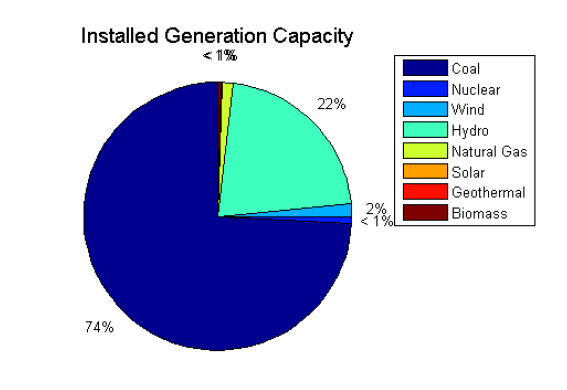 Installed Generation Capacity
< 1%
22%
2%
< 1%
74%
Coal
Nuclear
Wind
Hydro
Natural Gas
Solar
Geothermal
Biomass